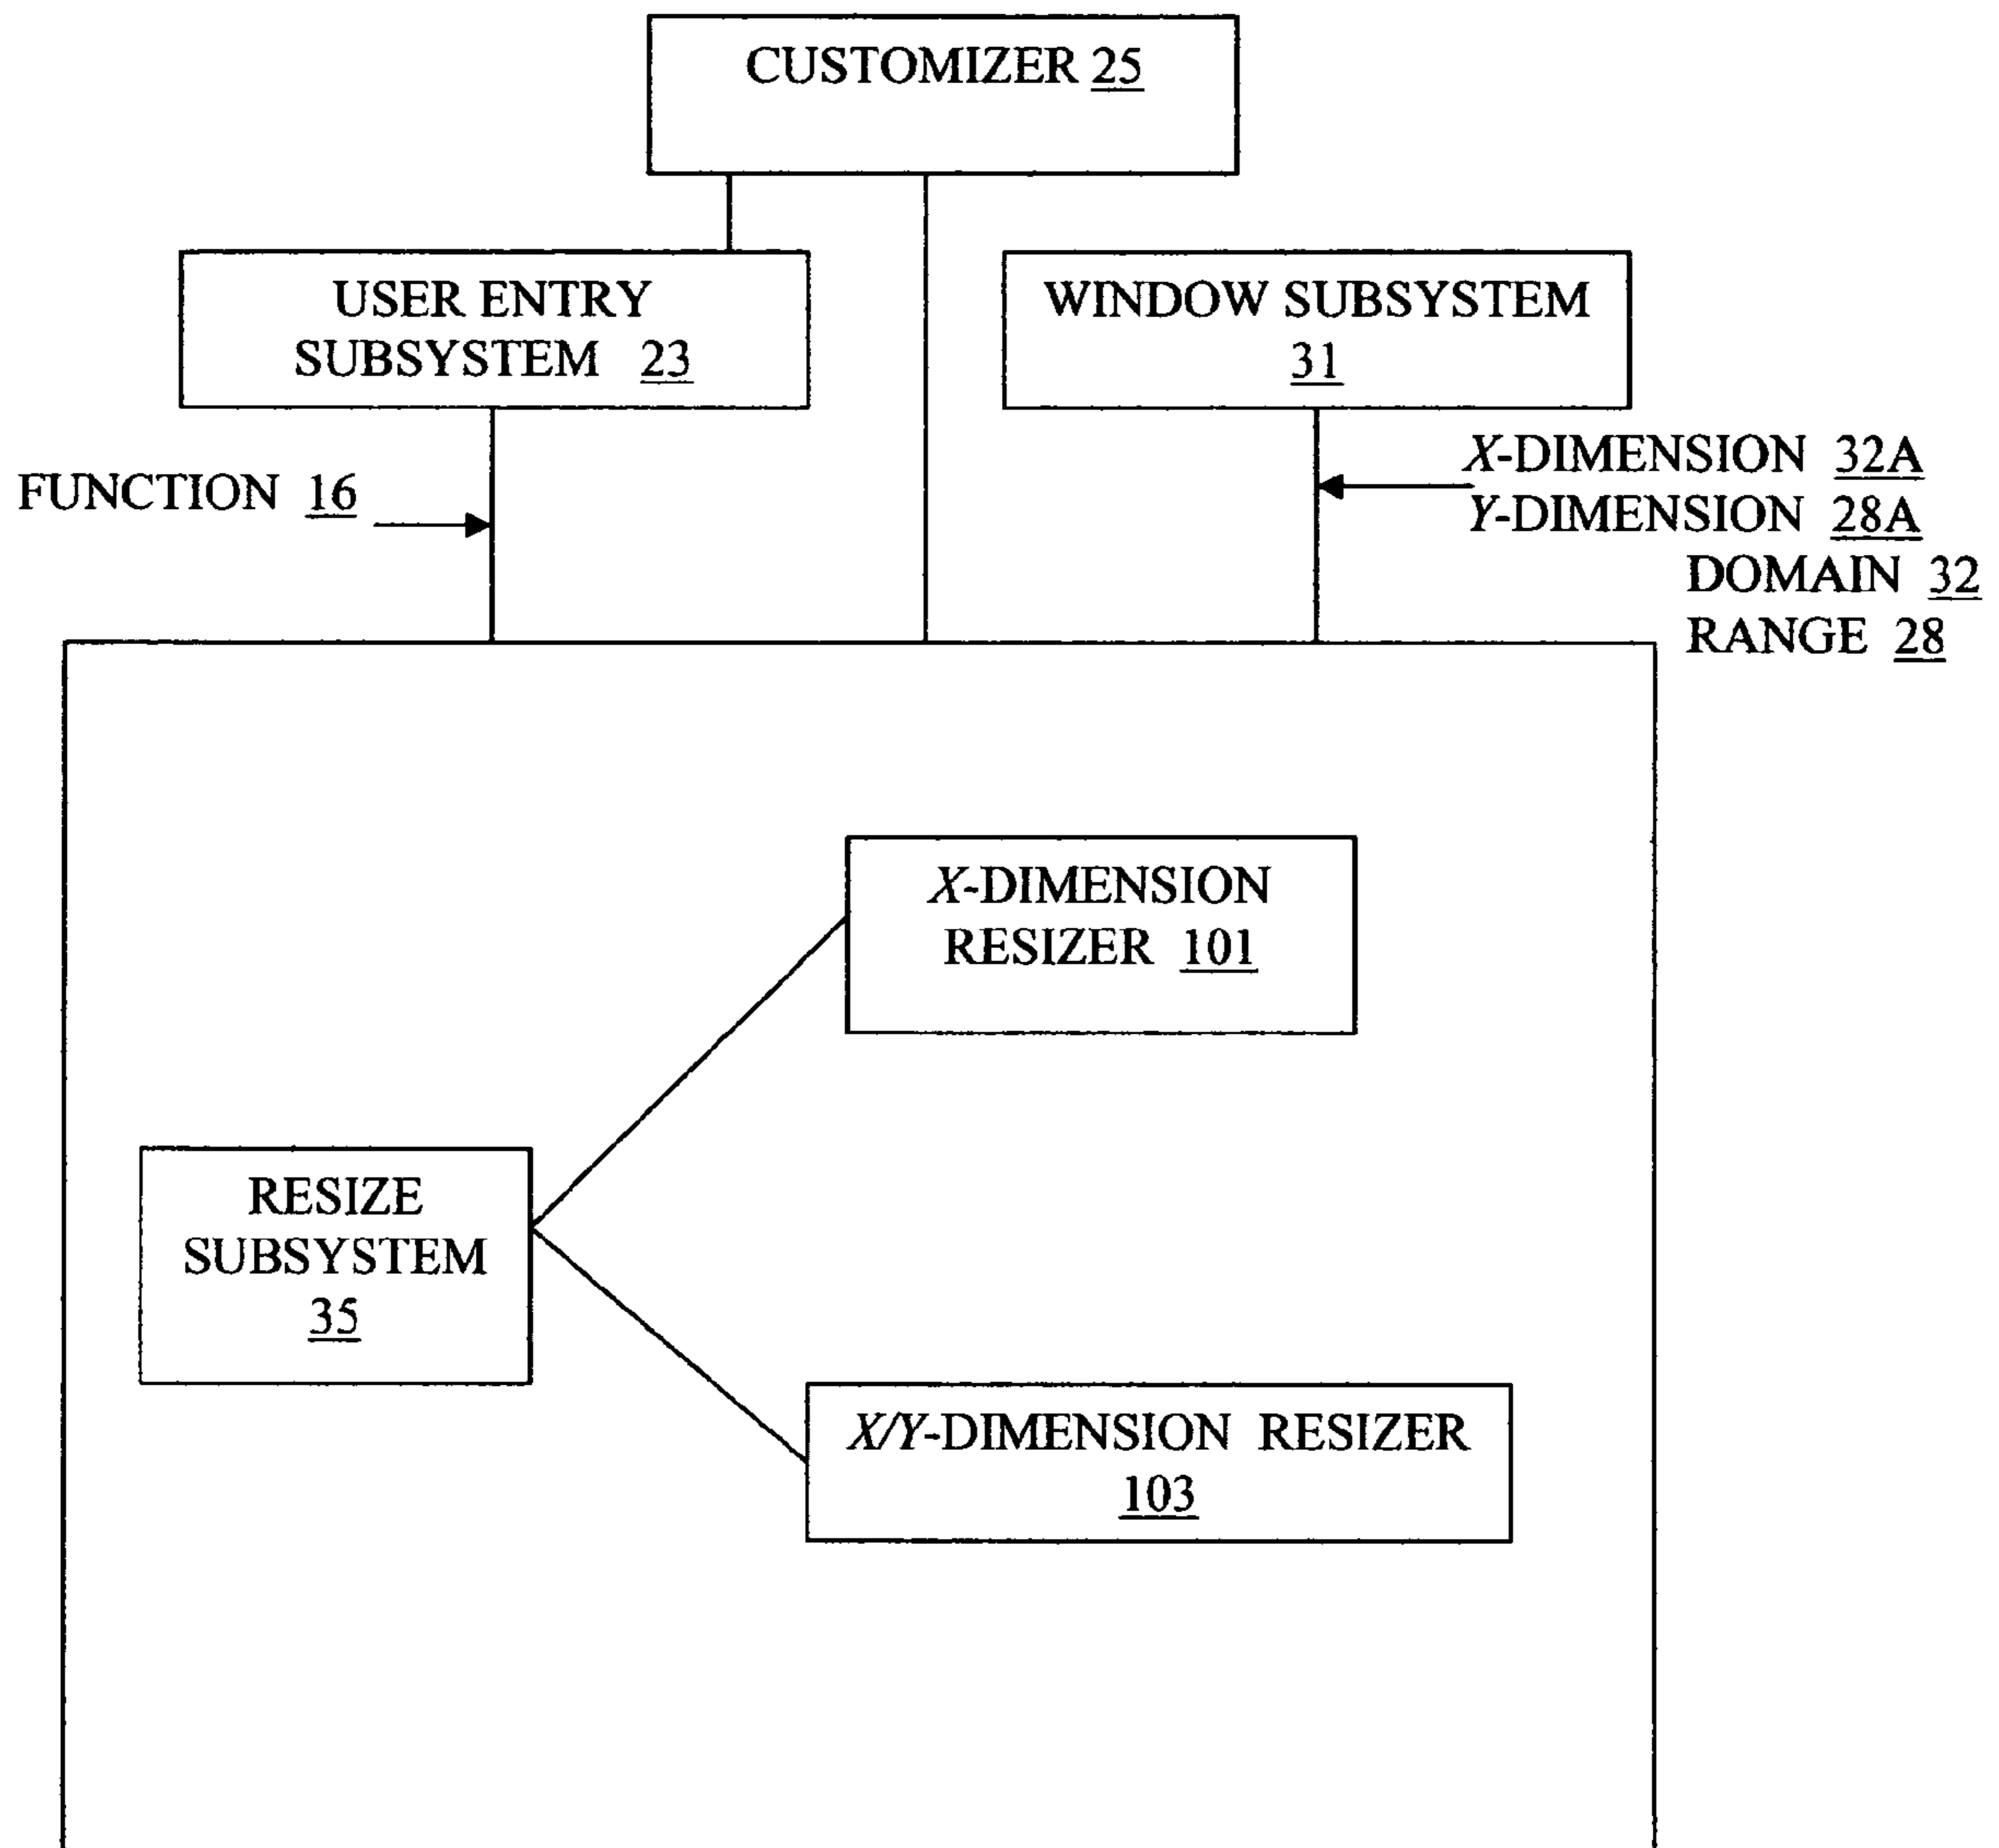 CUSTOMIZER 25
USER ENTRY
SUBSYSTEM 23
WINDOW SUBSYSTEM
31
FUNCTION 16
X-DIMENSION 32A
Y-DIMENSION 28A
DOMAIN 32
RANGE 28
X-DIMENSION
RESIZER 101
RESIZE
SUBSYSTEM
35
X/Y-DIMENSION RESIZER
103